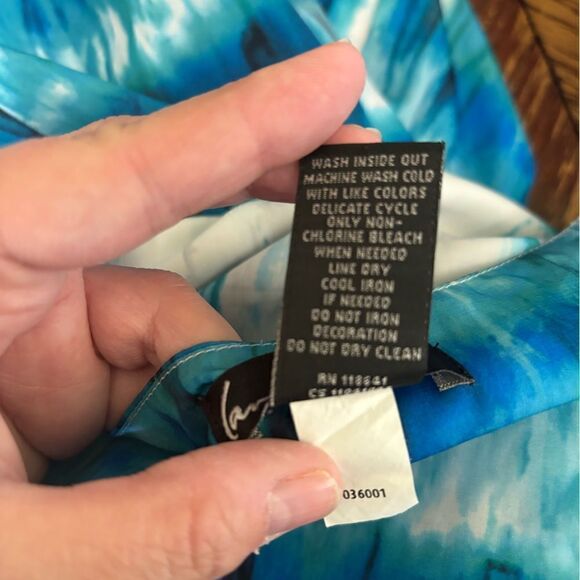 WASH INSIDE OUT
MACHINE WASH COLD
WITH LIKE COLORS
DELICATE CYCLE
ONLY NON-
CHLORINE BLEACH
WHEN NEEDED
LINE DRY
COOL IRON
IF NEEDED
DO NOT IRON
DECORATION
DO NOT DRY CLEAN
RN 118641
036001